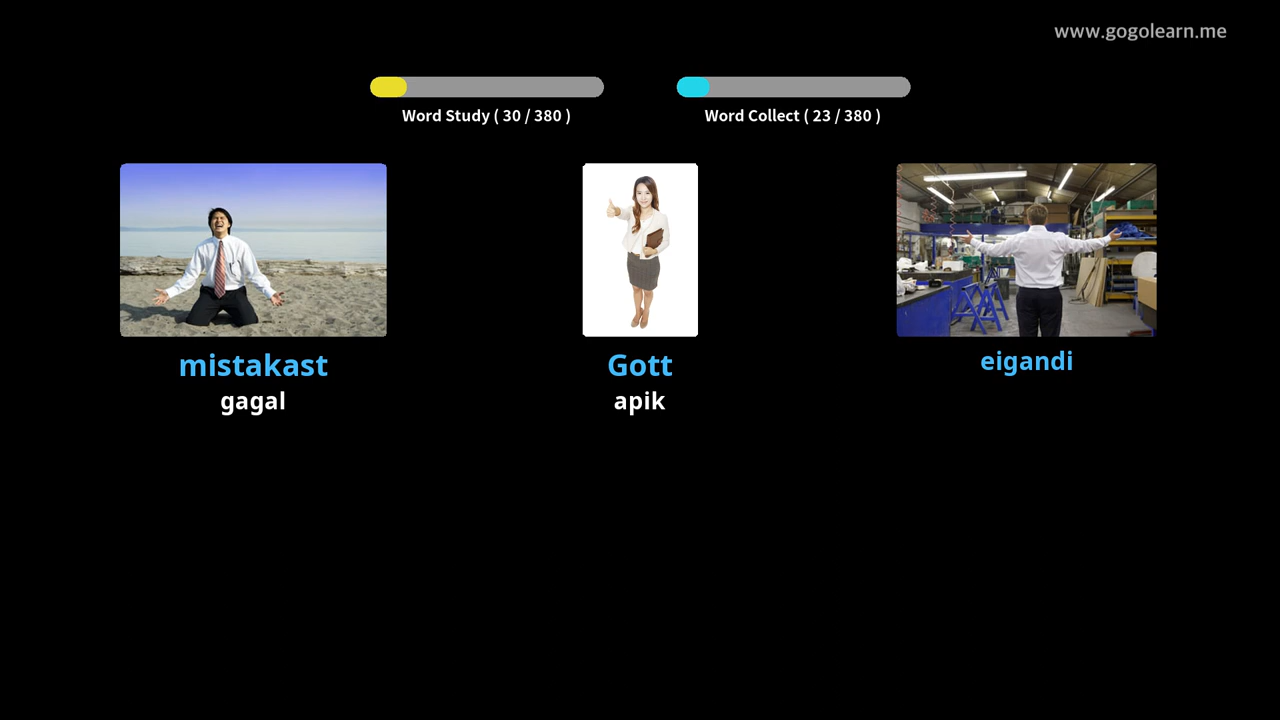 www.gogolearn.me
Word Study ( 30 / 380 )
Word Collect ( 23 / 380 )
mistakast
gagal
Gott
apik
eigandi